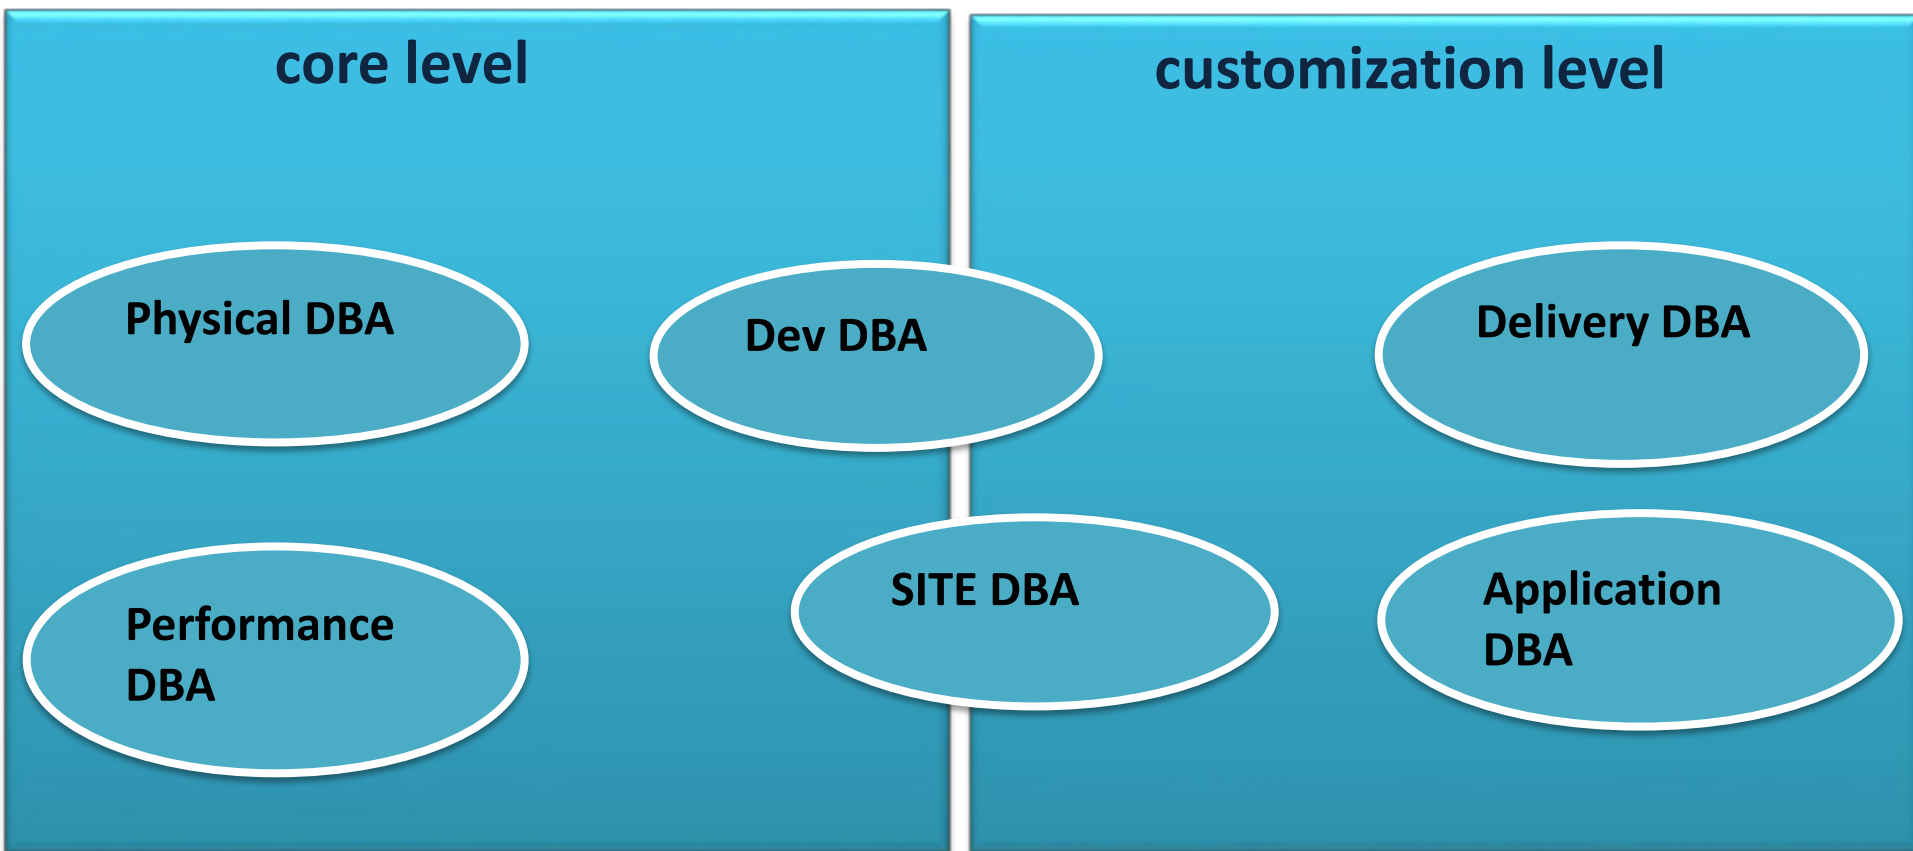 core level
customization level
Physical DBA
Dev DBA
Delivery DBA
Performance
DBA
SITE DBA
Application
DBA